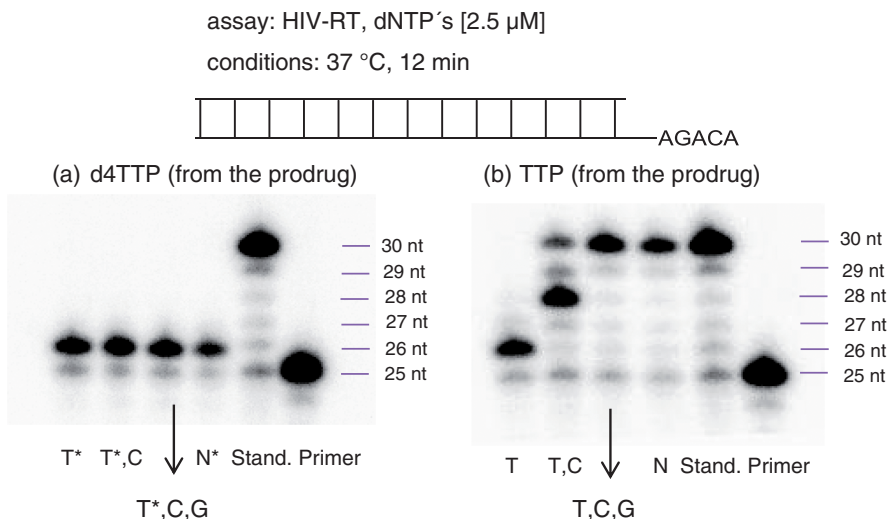 assay: HIV-RT, dNTP´s [2.5 µM]
conditions: 37 °C, 12 min
AGACA
(a) d4TTP (from the prodrug)
30 nt
29 nt
28 nt
27 nt
26 nt
25 nt
T* T*,C N* Stand. Primer
T*,C,G
(b) TTP (from the prodrug)
30 nt
29 nt
28 nt
27 nt
26 nt
25 nt
T T,C N Stand. Primer
T,C,G